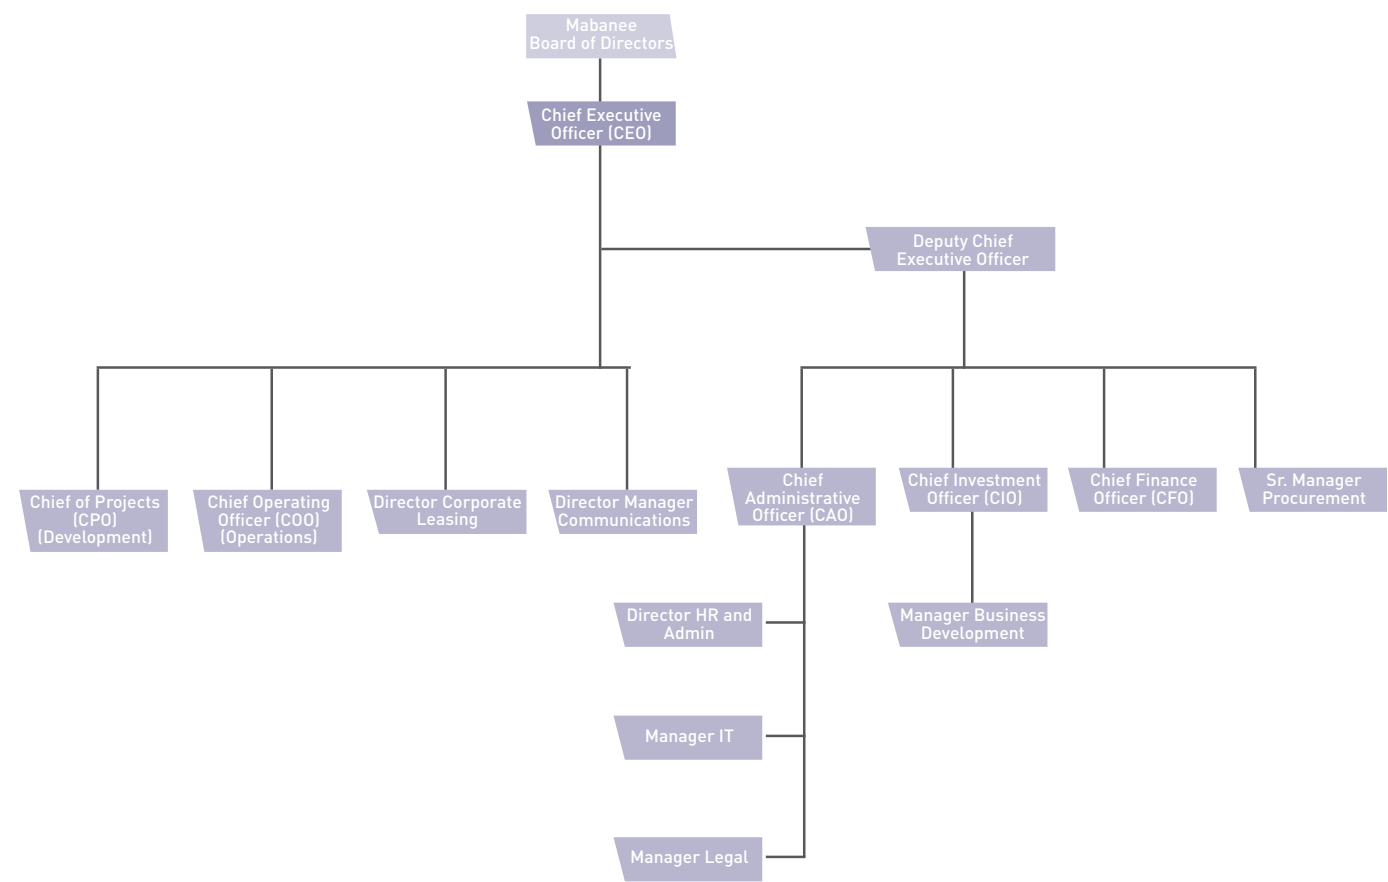 Mabanee
Board of Directors
Chief Executive
Officer (CEO)
Deputy Chief
Executive Officer
Chief of Projects
(CPO)
(Development)
Chief Operating
Officer (COO)
(Operations)
Director Corporate
Leasing
Director Manager
Communications
Chief
Administrative
Officer (CAO)
Chief Investment
Officer (CIO)
Chief Finance
Officer (CFO)
Sr. Manager
Procurement
Director HR and
Admin
Manager Business
Development
Manager IT
Manager Legal